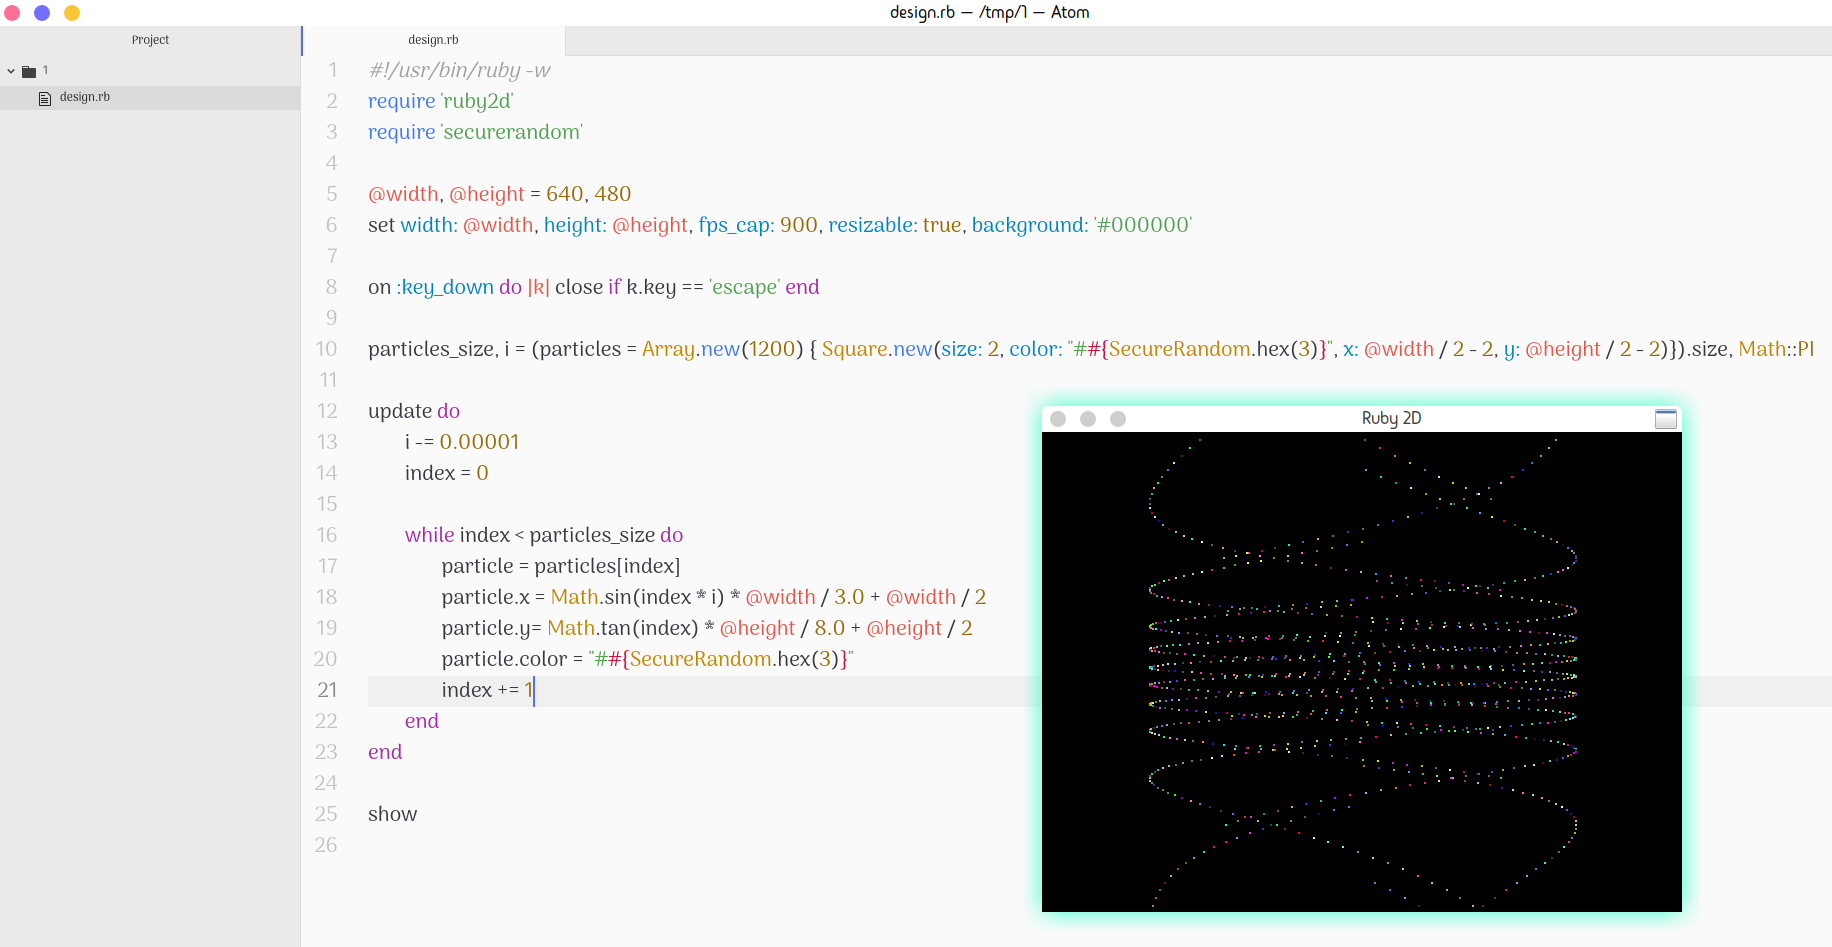 design.rb — /tmp/1 — Atom
Project
design.rb
1
design.rb
1 #!/usr/bin/ruby -w
2 require 'ruby2d'
3 require 'securerandom'
4
5 @width, @height = 640, 480
6 set width: @width, height: @height, fps_cap: 900, resizable: true, background: '#000000'
7
8 on :key_down do |k| close if k.key == 'escape' end
9
10 particles_size, i = (particles = Array.new(1200) { Square.new(size: 2, color: "##{SecureRandom.hex(3)}", x: @width / 2 - 2, y: @height / 2 - 2)}).size, Math::PI
11
12 update do
13 i -= 0.00001
14 index = 0
15
16 while index < particles_size do
17 particle = particles[index]
18 particle.x = Math.sin(index * i) * @width / 3.0 + @width / 2
19 particle.y= Math.tan(index) * @height / 8.0 + @height / 2
20 particle.color = "##{SecureRandom.hex(3)}"
21 index += 1
22 end
23 end
24
25 show
26
Ruby 2D